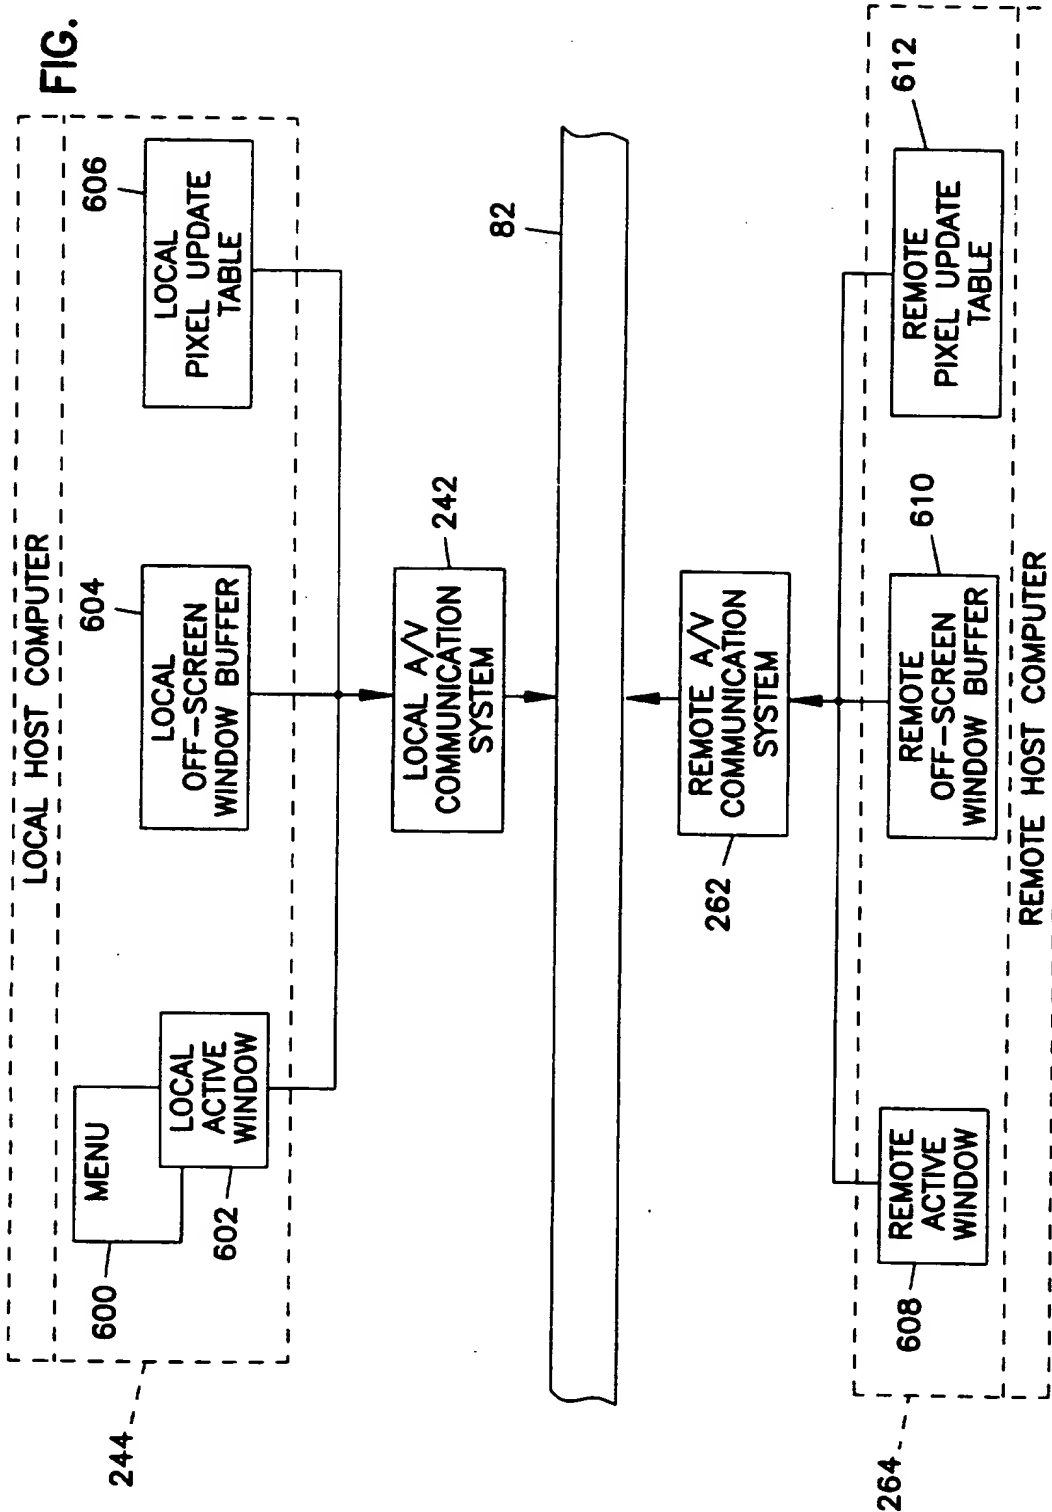 FIG.
LOCAL HOST COMPUTER
244
600
MENU
602
LOCAL
ACTIVE
WINDOW
604
LOCAL
OFF-SCREEN
WINDOW BUFFER
606
LOCAL
PIXEL UPDATE
TABLE
LOCAL A/V
COMMUNICATION
SYSTEM
242
82
REMOTE A/V
COMMUNICATION
SYSTEM
262
264
608
REMOTE
ACTIVE
WINDOW
610
REMOTE
OFF-SCREEN
WINDOW BUFFER
612
REMOTE
PIXEL UPDATE
TABLE
REMOTE HOST COMPUTER